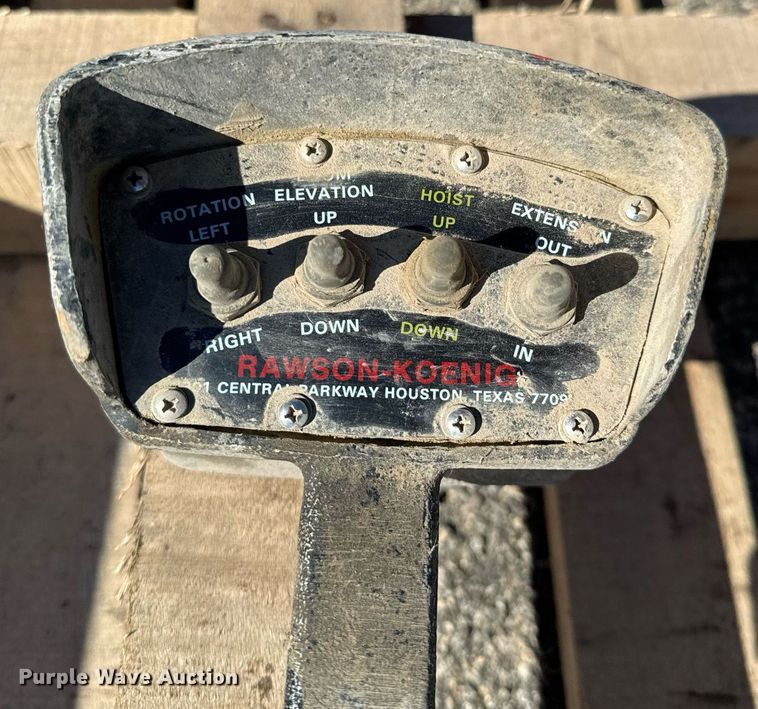 ROTATION
LEFT
ELEVATION
UP
HOIST
UP
OUT
RIGHT
DOWN
DOWN
IN
RAWSON-KOENIG
CENTRAL PARKWAY HOUSTON, TEXAS
Purple Wave Auction